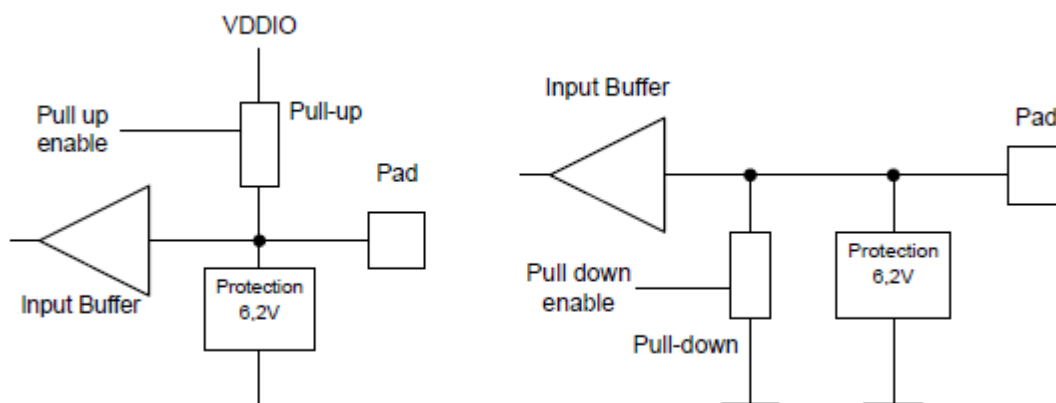 VDDIO
Pull up
enable
Pull-up
Pad
Input Buffer
Protection
6,2V
Input Buffer
Pad
Pull down
enable
Protection
6,2V
Pull-down